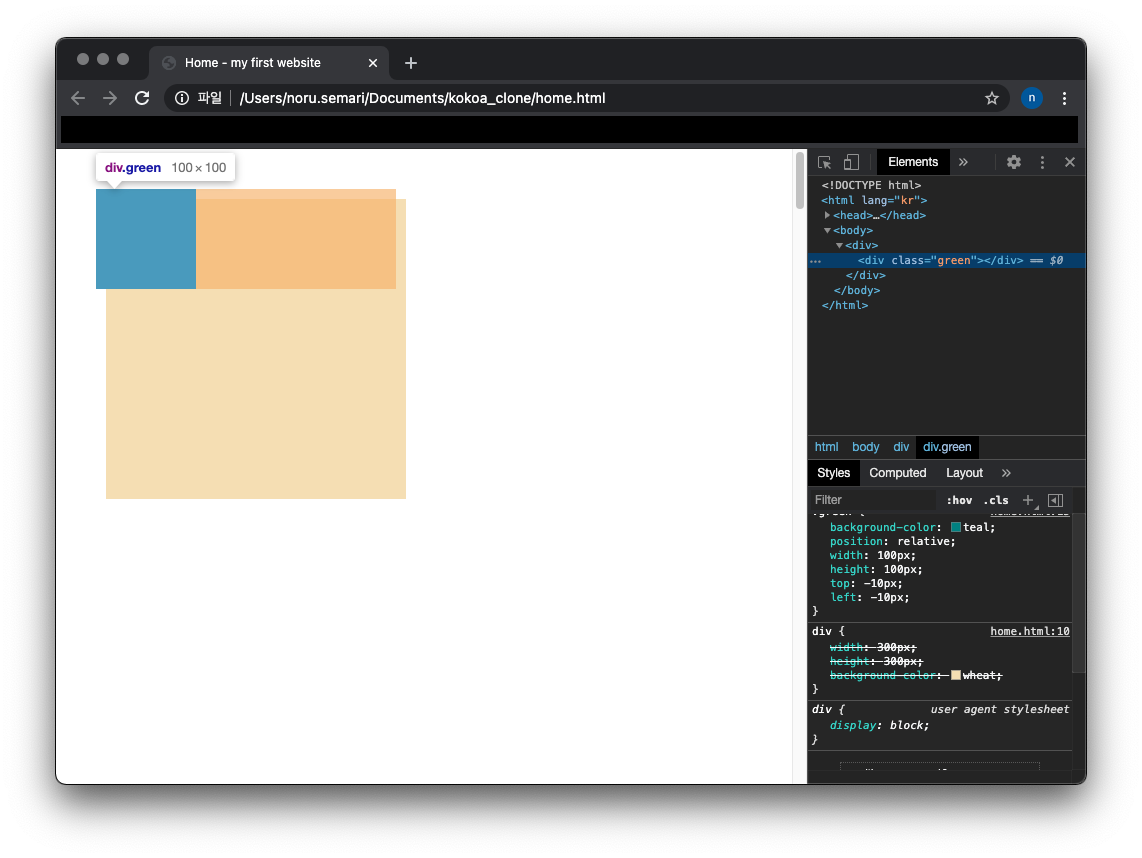 Home - my first website
파일 /Users/noru.semari/Documents/kokoa_clone/home.html
n
div.green 100 × 100
Elements
<!DOCTYPE html>
<html lang="kr">
<head>…</head>
<body>
<div>
<div class="green"></div> == $0
</div>
</body>
</html>
html body div div.green
Styles Computed Layout
Filter :hov .cls
.green {
background-color: teal;
position: relative;
width: 100px;
height: 100px;
top: -10px;
left: -10px;
}
div { home.html:10
width: 300px;
height: 300px;
background-color: wheat;
}
div { user agent stylesheet
display: block;
}